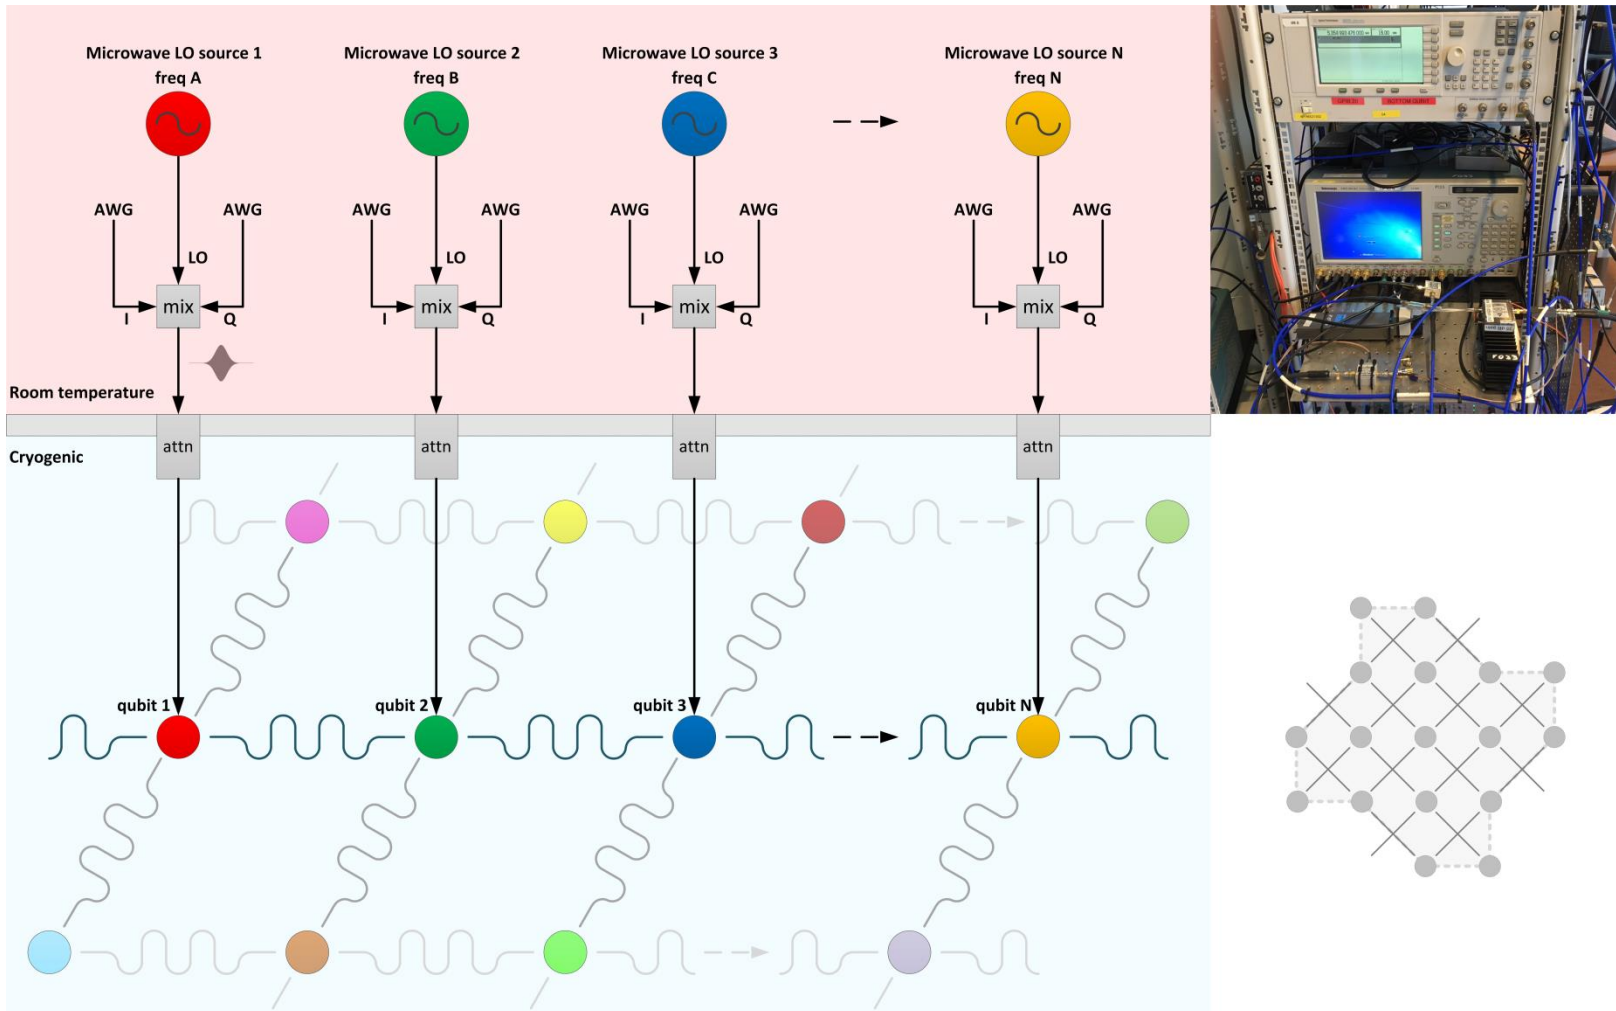 Microwave LO source 1
freq A
Microwave LO source 2
freq B
Microwave LO source 3
freq C
Microwave LO source N
freq N
AWG
AWG
AWG
AWG
AWG
AWG
AWG
AWG
LO
LO
LO
LO
mix
mix
mix
mix
I
Q
I
Q
I
Q
I
Q
Room temperature
attn
attn
attn
attn
Cryogenic
qubit 1
qubit 2
qubit 3
qubit N
BOTTOM QUBIT